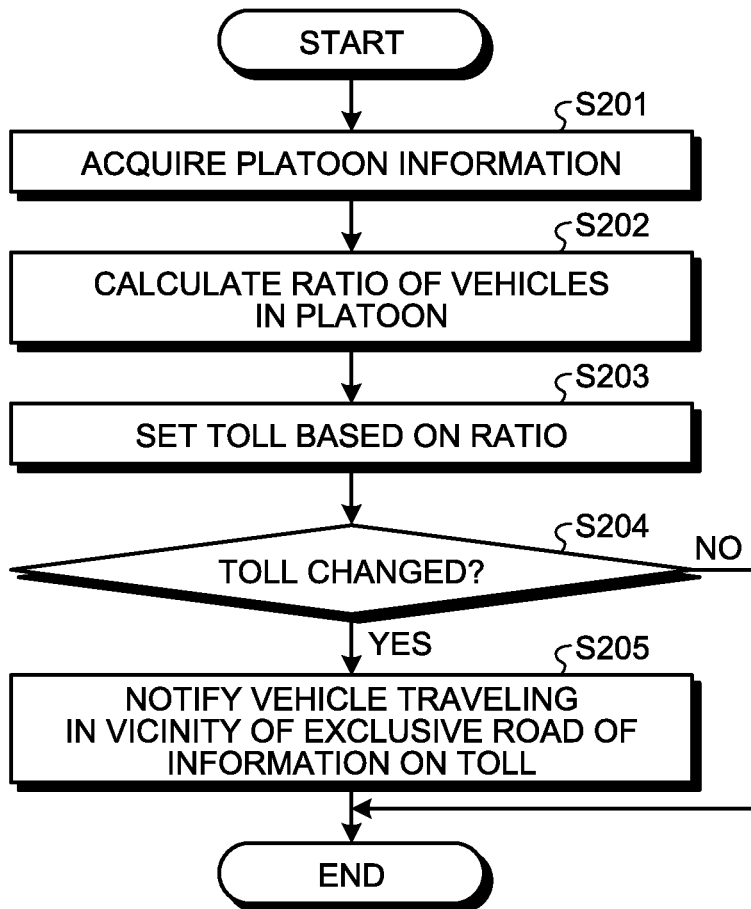 START
S201
ACQUIRE PLATOON INFORMATION
S202
CALCULATE RATIO OF VEHICLES
IN PLATOON
S203
SET TOLL BASED ON RATIO
S204
TOLL CHANGED?
NO
YES
S205
NOTIFY VEHICLE TRAVELING
IN VICINITY OF EXCLUSIVE ROAD OF
INFORMATION ON TOLL
END